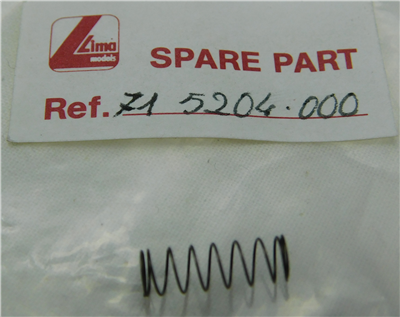 Lima
models
SPARE PART
Ref. 71 5204.000